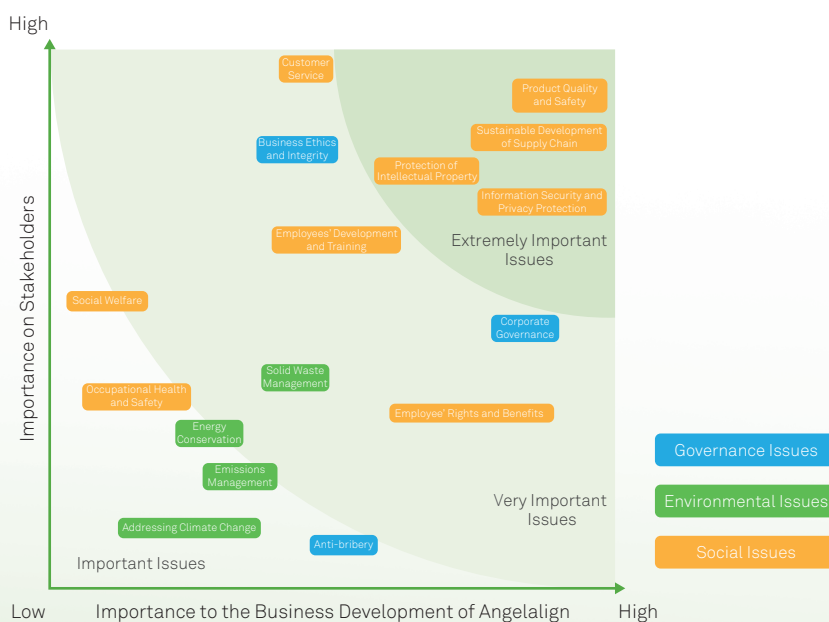 High
Customer
Service
Product Quality
and Safety
Sustainable Development
of Supply Chain
Business Ethics
and Integrity
Protection of
Intellectual Property
Information Security and
Privacy Protection
Employees' Development
and Training
Extremely Important
Issues
Importance on Stakeholders
Social Welfare
Corporate
Governance
Solid Waste
Management
Occupational Health
and Safety
Employee' Rights and Benefits
Energy
Conservation
Governance Issues
Emissions
Management
Environmental Issues
Very Important
Issues
Addressing Climate Change
Anti-bribery
Social Issues
Important Issues
Low
Importance to the Business Development of Angelalign
High